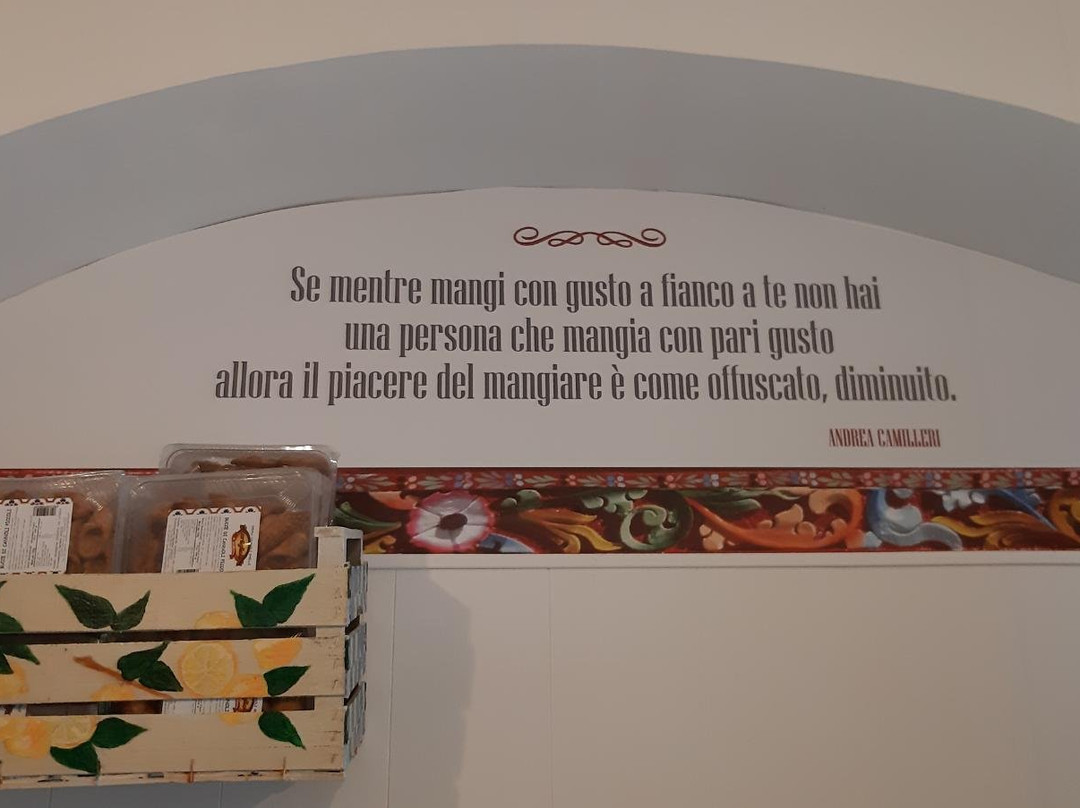 Se mentre mangi con gusto a fianco a te non hai
una persona che mangia con pari gusto
allora il piacere del mangiare è come offuscato, diminuito.
ANDREA CAMILLERI